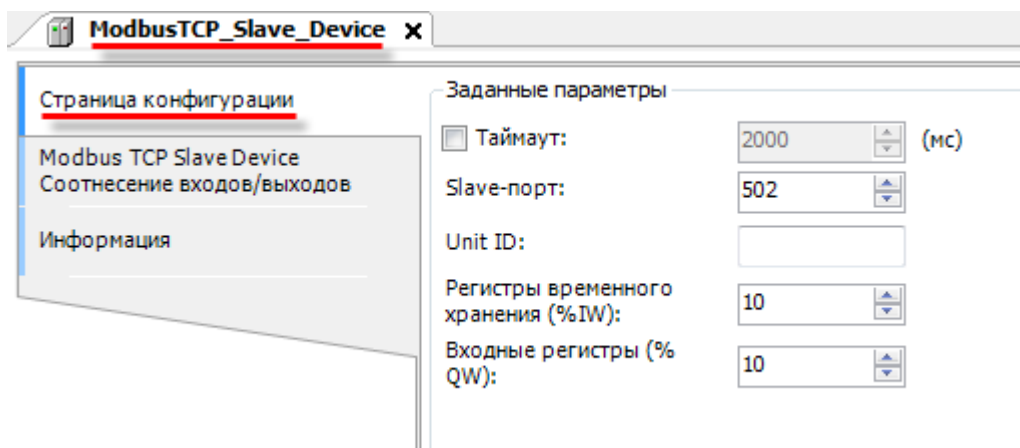 ModbusTCP_Slave_Device
Страница конфигурации
Modbus TCP Slave Device
Соотнесение входов/выходов
Информация
Заданные параметры
Таймаут: 2000 (мс)
Slave-порт: 502
Unit ID:
Регистры временного
хранения (%IW): 10
Входные регистры (%
QW): 10